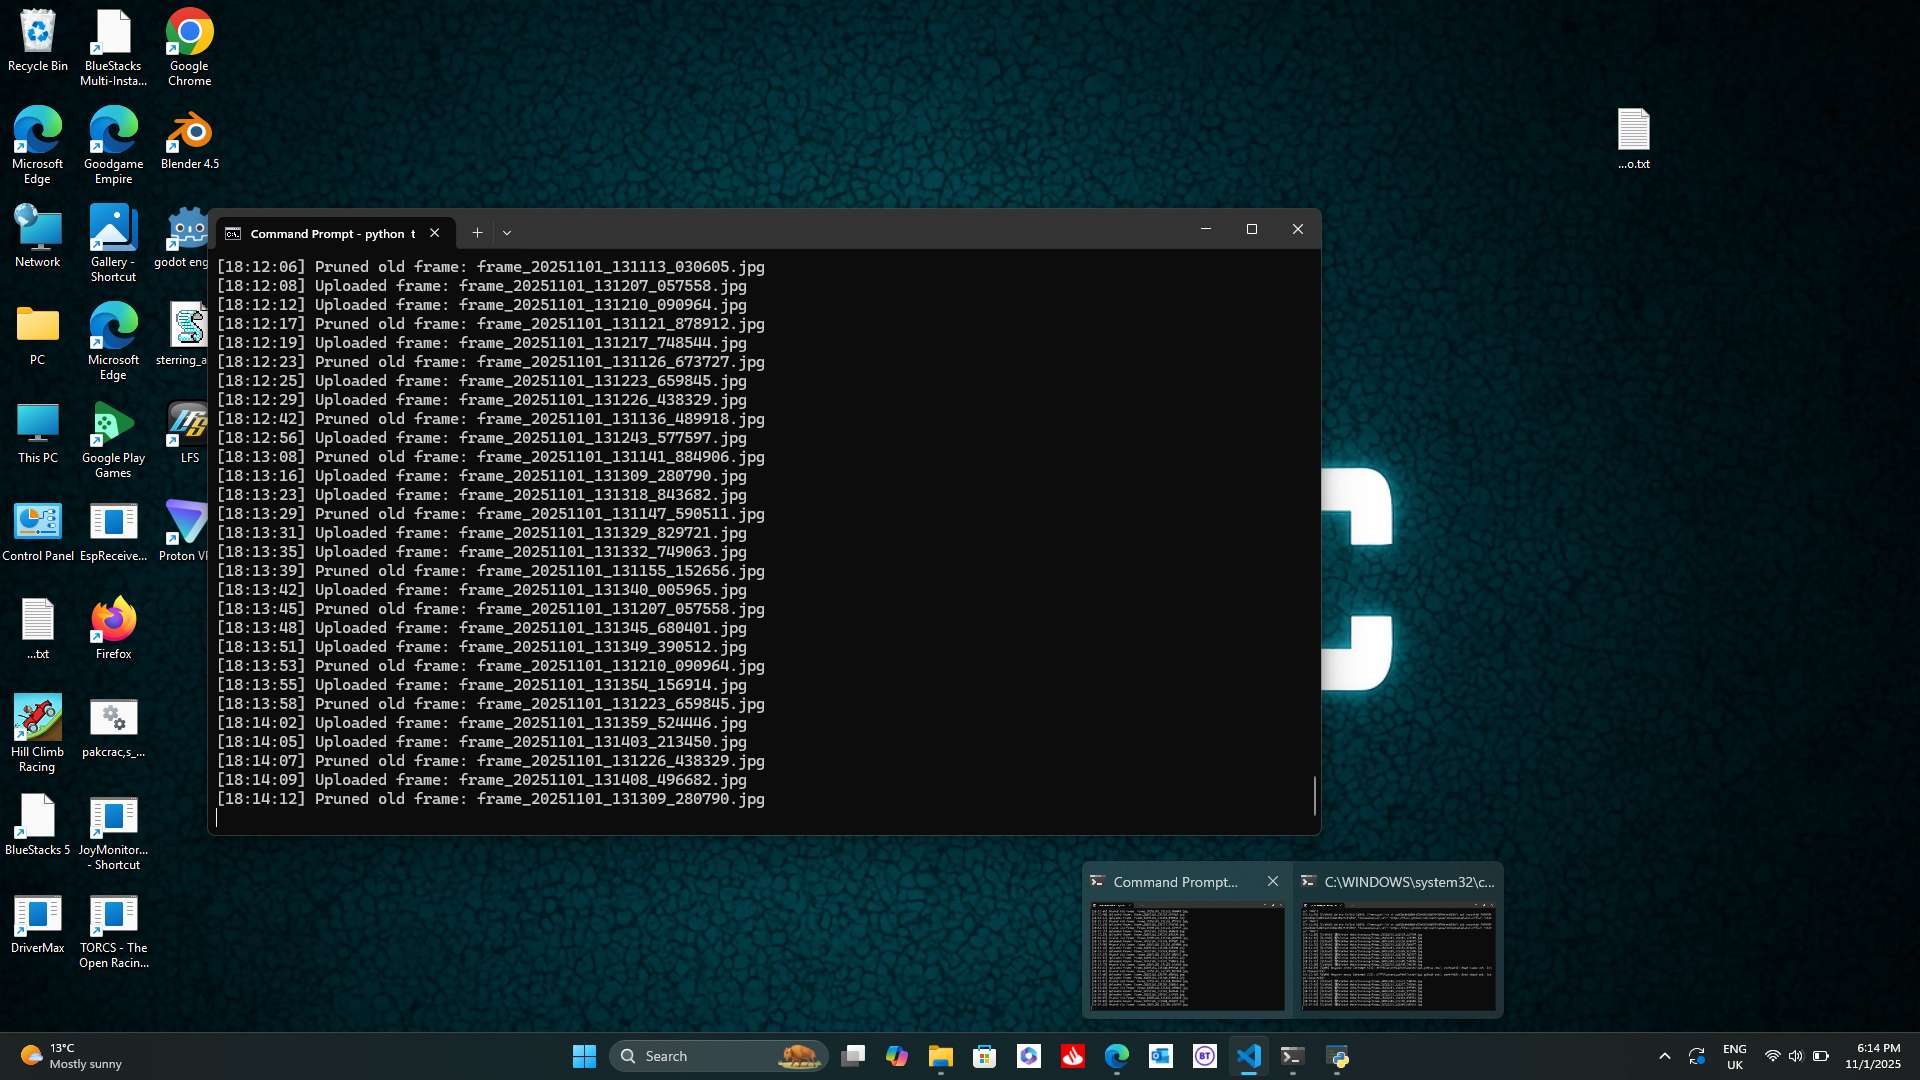 Recycle Bin
BlueStacks
Multi-Insta...
Google
Chrome
Microsoft
Edge
Goodgame
Empire
Blender 4.5
...o.txt
Network
Gallery -
Shortcut
godot eng
PC
Microsoft
Edge
sterring_a
This PC
Google Play
Games
LFS
Control Panel
EspReceive...
Proton V
...txt
Firefox
Hill Climb
Racing
pakcrac,s_...
BlueStacks 5
JoyMonitor...
- Shortcut
DriverMax
TORCS - The
Open Racin...
Command Prompt - python t
[18:12:06] Pruned old frame: frame_20251101_131113_030605.jpg
[18:12:08] Uploaded frame: frame_20251101_131207_057558.jpg
[18:12:12] Uploaded frame: frame_20251101_131210_090964.jpg
[18:12:17] Pruned old frame: frame_20251101_131121_878912.jpg
[18:12:19] Uploaded frame: frame_20251101_131217_748544.jpg
[18:12:23] Pruned old frame: frame_20251101_131126_673727.jpg
[18:12:25] Uploaded frame: frame_20251101_131223_659845.jpg
[18:12:29] Uploaded frame: frame_20251101_131226_438329.jpg
[18:12:42] Pruned old frame: frame_20251101_131136_489918.jpg
[18:12:56] Uploaded frame: frame_20251101_131243_577597.jpg
[18:13:08] Pruned old frame: frame_20251101_131141_884906.jpg
[18:13:16] Uploaded frame: frame_20251101_131309_280790.jpg
[18:13:23] Uploaded frame: frame_20251101_131318_843682.jpg
[18:13:29] Pruned old frame: frame_20251101_131147_590511.jpg
[18:13:31] Uploaded frame: frame_20251101_131329_829721.jpg
[18:13:35] Uploaded frame: frame_20251101_131332_749063.jpg
[18:13:39] Pruned old frame: frame_20251101_131155_152656.jpg
[18:13:42] Uploaded frame: frame_20251101_131340_005965.jpg
[18:13:45] Pruned old frame: frame_20251101_131207_057558.jpg
[18:13:48] Uploaded frame: frame_20251101_131345_680401.jpg
[18:13:51] Uploaded frame: frame_20251101_131349_390512.jpg
[18:13:53] Pruned old frame: frame_20251101_131210_090964.jpg
[18:13:55] Uploaded frame: frame_20251101_131354_156914.jpg
[18:13:58] Pruned old frame: frame_20251101_131223_659845.jpg
[18:14:02] Uploaded frame: frame_20251101_131359_524446.jpg
[18:14:05] Uploaded frame: frame_20251101_131403_213450.jpg
[18:14:07] Pruned old frame: frame_20251101_131226_438329.jpg
[18:14:09] Uploaded frame: frame_20251101_131408_496682.jpg
[18:14:12] Pruned old frame: frame_20251101_131309_280790.jpg
C
Command Prompt...
C:\WINDOWS\system32\c...
13°C
Mostly sunny
Search
BT
ENG
UK
6:14 PM
11/1/2025